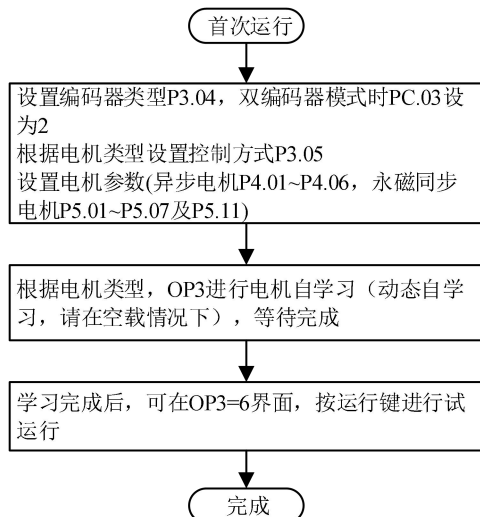 首次运行
设置编码器类型P3.04，双编码器模式时PC.03设
为2
根据电机类型设置控制方式P3.05
设置电机参数(异步电机P4.01~P4.06，永磁同步
电机P5.01~P5.07及P5.11)
根据电机类型，OP3进行电机自学习（动态自学
习，请在空载情况下），等待完成
学习完成后，可在OP3=6界面，按运行键进行试
运行
完成